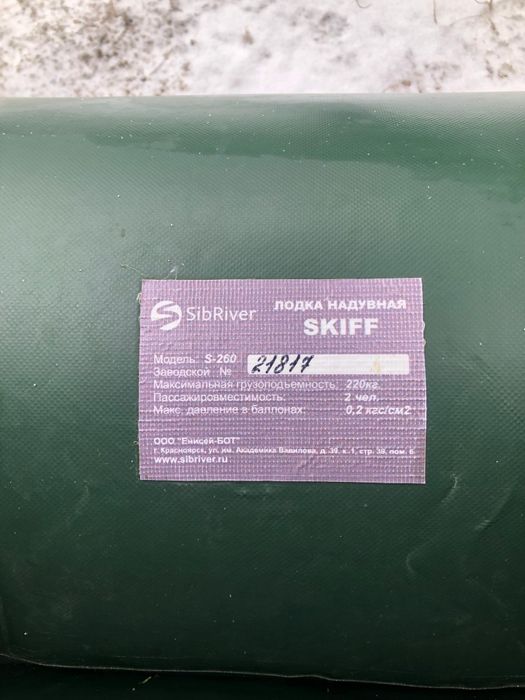 SibRiver
ЛОДКА НАДУВНАЯ
SKIFF
Модель: S-260
Заводской № 21817
Максимальная грузоподъемность: 220кг.
Пассажировместимость: 2 чел.
Макс. давление в баллонах: 0,2 кгс/см2
ООО "Енисей-БОТ"
г. Красноярск, ул. им. Академика Вавилова, д. 39, к. 1, стр. 39, пом. 6
www.sibriver.ru